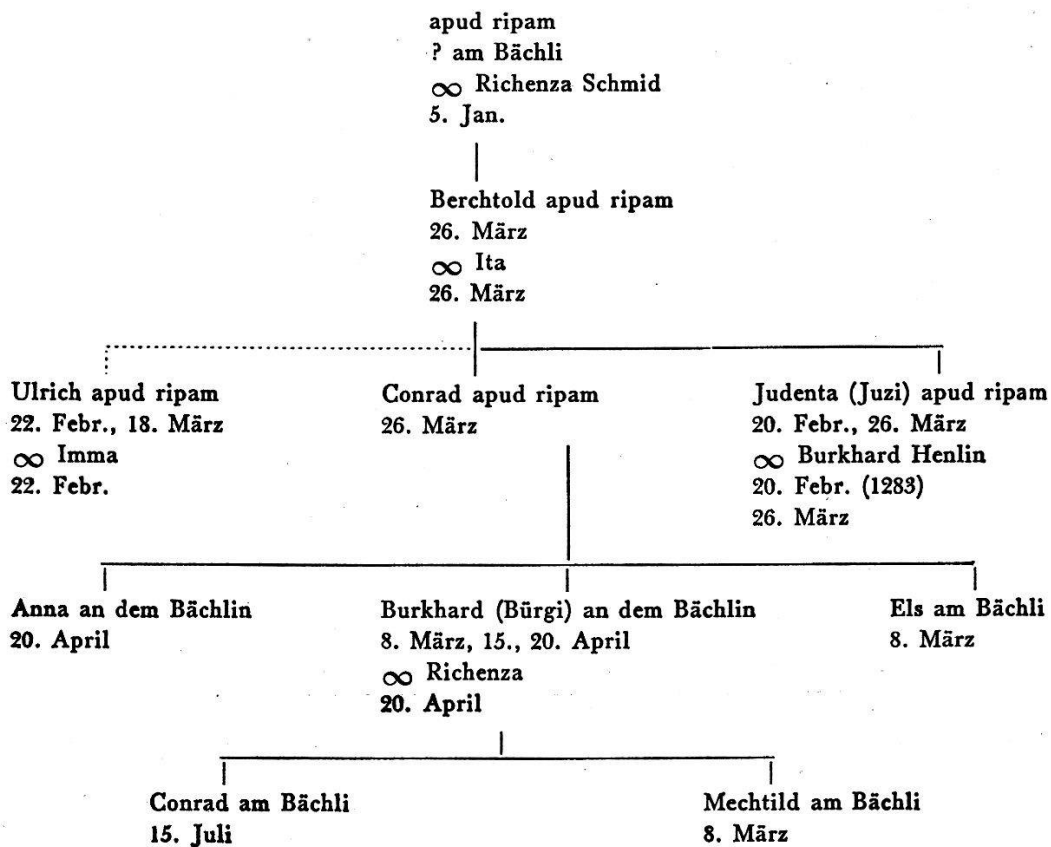 apud ripam
? am Bächli
∞ Richenza Schmid
5. Jan.
Berchtold apud ripam
26. März
∞ Ita
26. März
Ulrich apud ripam
22. Febr., 18. März
∞ Imma
22. Febr.
Conrad apud ripam
26. März
Judenta (Juzi) apud ripam
20. Febr., 26. März
∞ Burkhard Henlin
20. Febr. (1283)
26. März
Anna an dem Bächlin
20. April
Burkhard (Bürgi) an dem Bächlin
8. März, 15., 20. April
∞ Richenza
20. April
Els am Bächli
8. März
Conrad am Bächli
15. Juli
Mechtild am Bächli
8. März